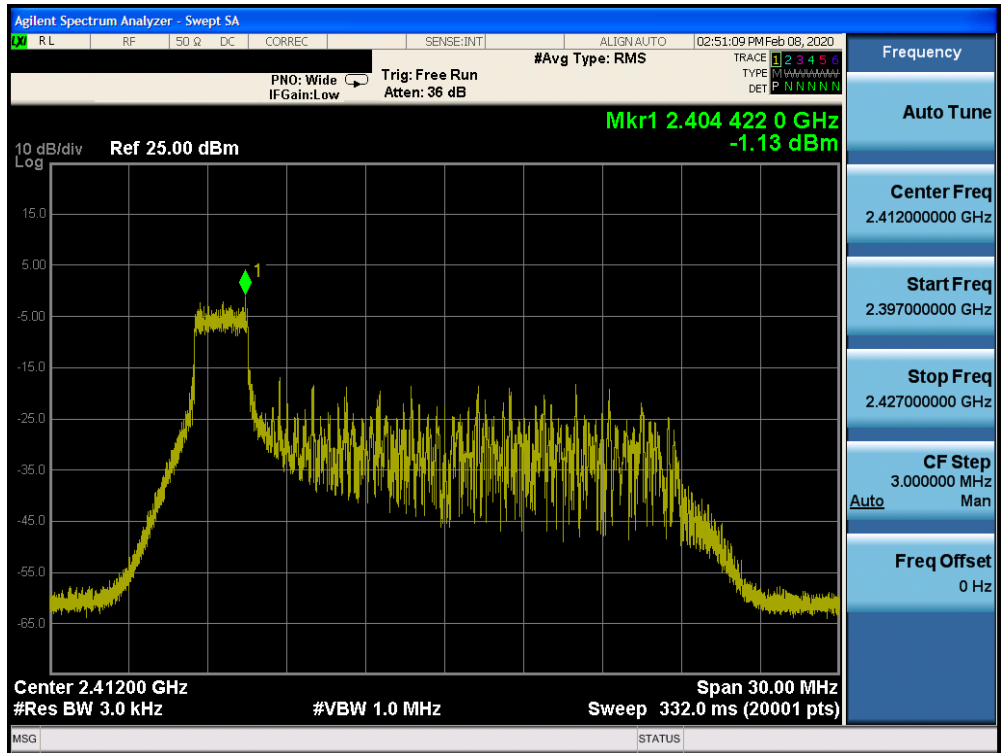 Agilent Spectrum Analyzer - Swept SA
LXI RL RF 50 Ω DC CORREC SENSE:INT ALIGN AUTO 02:51:09 PM Feb 08, 2020
#Avg Type: RMS TRACE 1 2 3 4 5 6
PNO: Wide Trig: Free Run TYPE M WWWWW
IFGain:Low Atten: 36 dB DET P N N N N N
Mkr1 2.404 422 0 GHz
-1.13 dBm
10 dB/div Ref 25.00 dBm
Log
15.0
5.00
1
-5.00
-15.0
-25.0
-35.0
-45.0
-55.0
-65.0
Center 2.41200 GHz Span 30.00 MHz
#Res BW 3.0 kHz #VBW 1.0 MHz Sweep 332.0 ms (20001 pts)
MSG STATUS
Frequency
Auto Tune
Center Freq
2.412000000 GHz
Start Freq
2.397000000 GHz
Stop Freq
2.427000000 GHz
CF Step
3.000000 MHz
Auto Man
Freq Offset
0 Hz